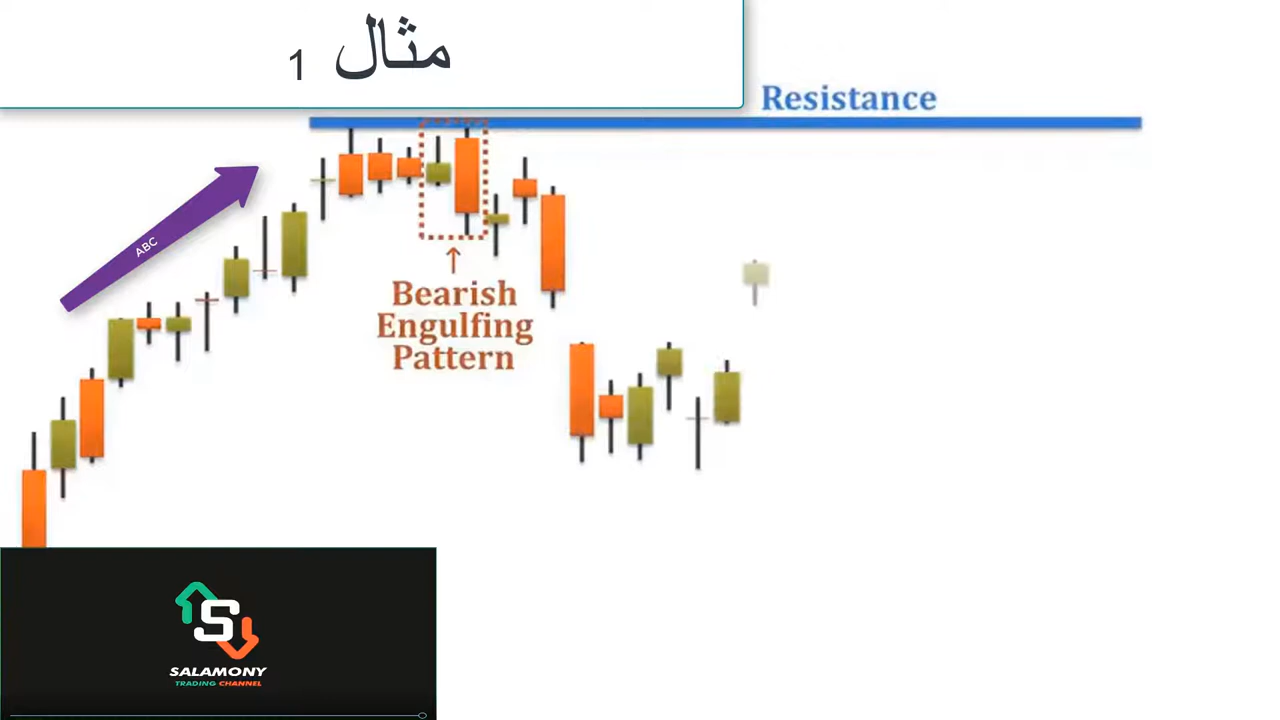 مثال 1
Resistance
ABC
↑
Bearish
Engulfing
Pattern
S
SALAMONY
TRADING CHANNEL